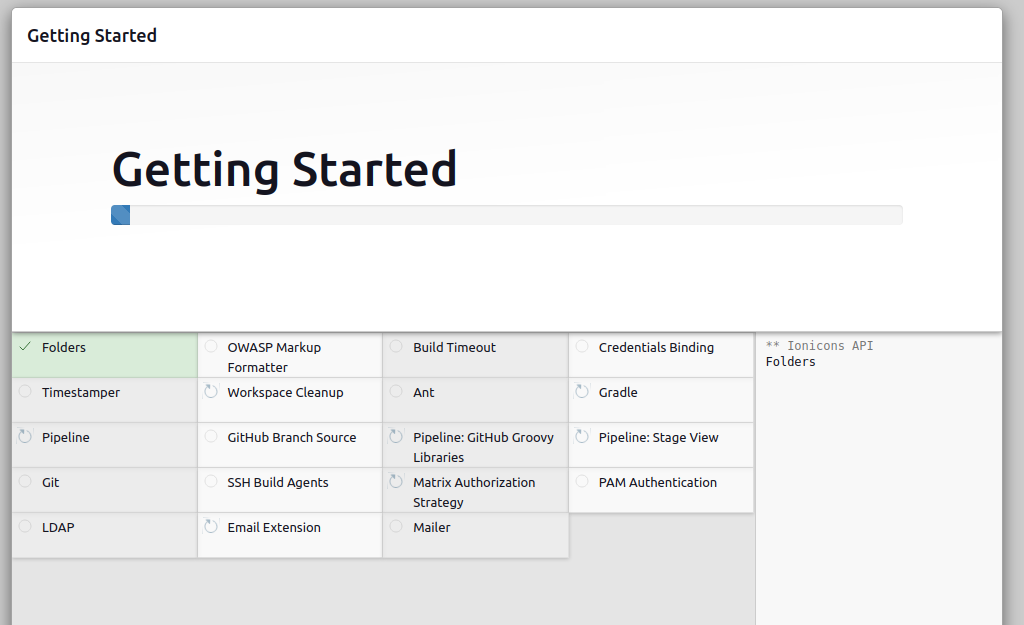 Getting Started
Getting Started
Folders
OWASP Markup
Formatter
Build Timeout
Credentials Binding
Timestamper
Workspace Cleanup
Ant
Gradle
Pipeline
GitHub Branch Source
Pipeline: GitHub Groovy
Libraries
Pipeline: Stage View
Git
SSH Build Agents
Matrix Authorization
Strategy
PAM Authentication
LDAP
Email Extension
Mailer
** Ionicons API
Folders